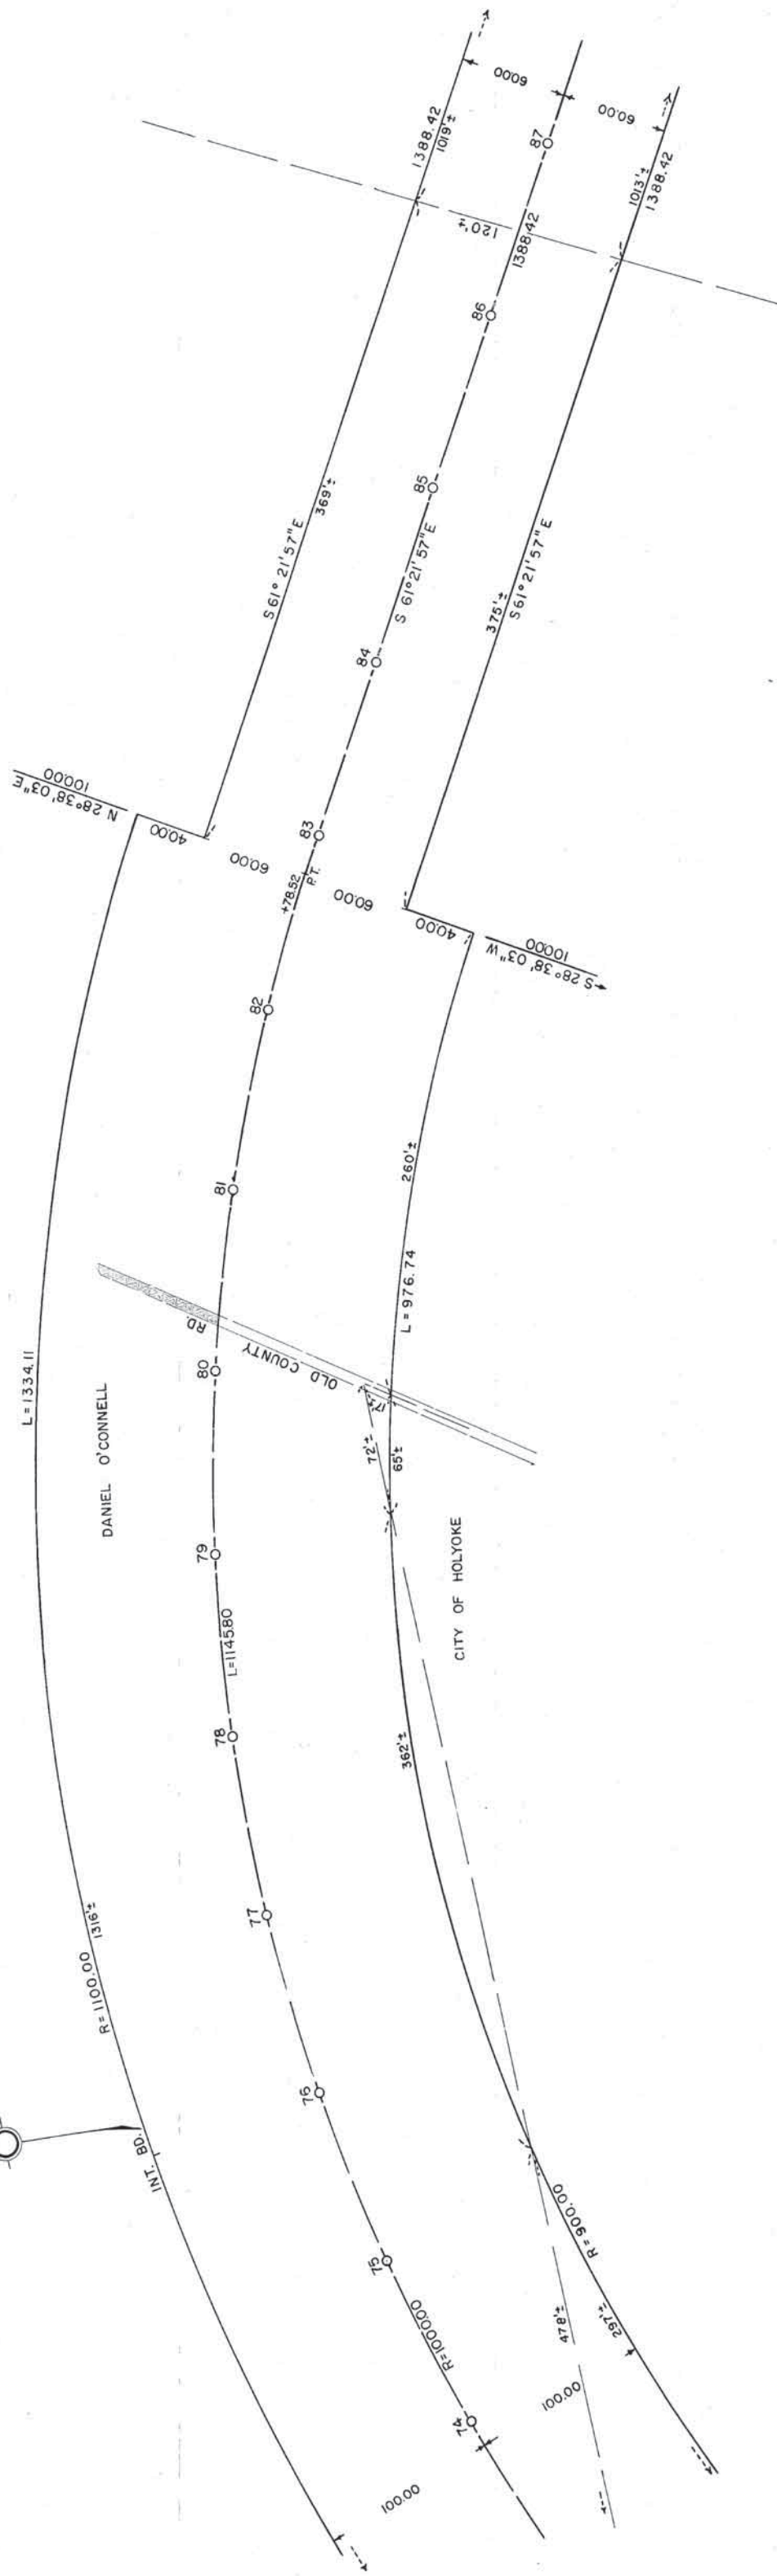 60.00
60.00
1388.42
1019'±
87
1013'±
1388.42
120'±
1388.42
86
S 61° 21' 57" E
369'±
85
S 61° 21' 57" E
375'±
S 61° 21' 57" E
84
N 28° 38' 03" E
100.00
40.00
83
60.00
+78.52
P.T.
60.00
40.00
S 28° 38' 03" W
100.00
82
81
260'±
L = 976.74
OLD COUNTY RD.
80
L = 1334.11
DANIEL O'CONNELL
17'±
72'±
65'±
79
CITY OF HOLYOKE
L=1145.80
78
362'±
77
R = 1100.00
1316'±
76
INT. BD.
75
R = 900.00
R=1000.00
478'±
297'±
74
100.00
100.00